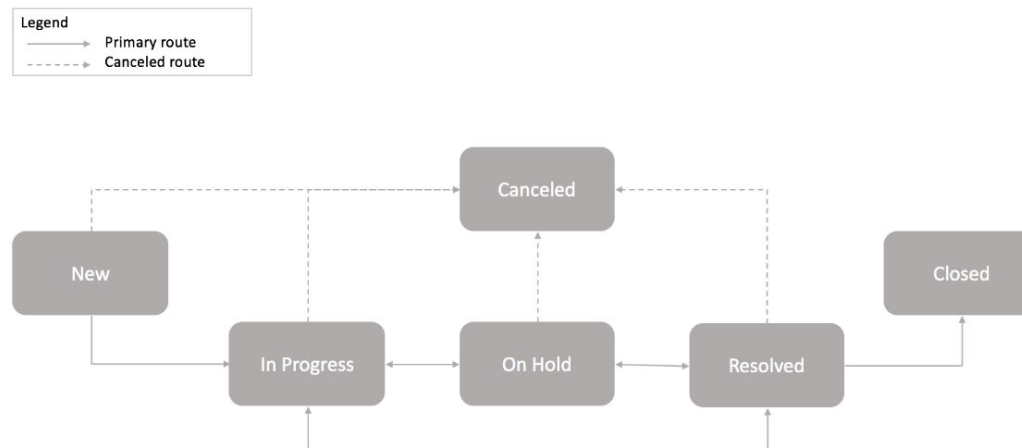 Legend
Primary route
Canceled route
Canceled
New
Closed
In Progress
On Hold
Resolved